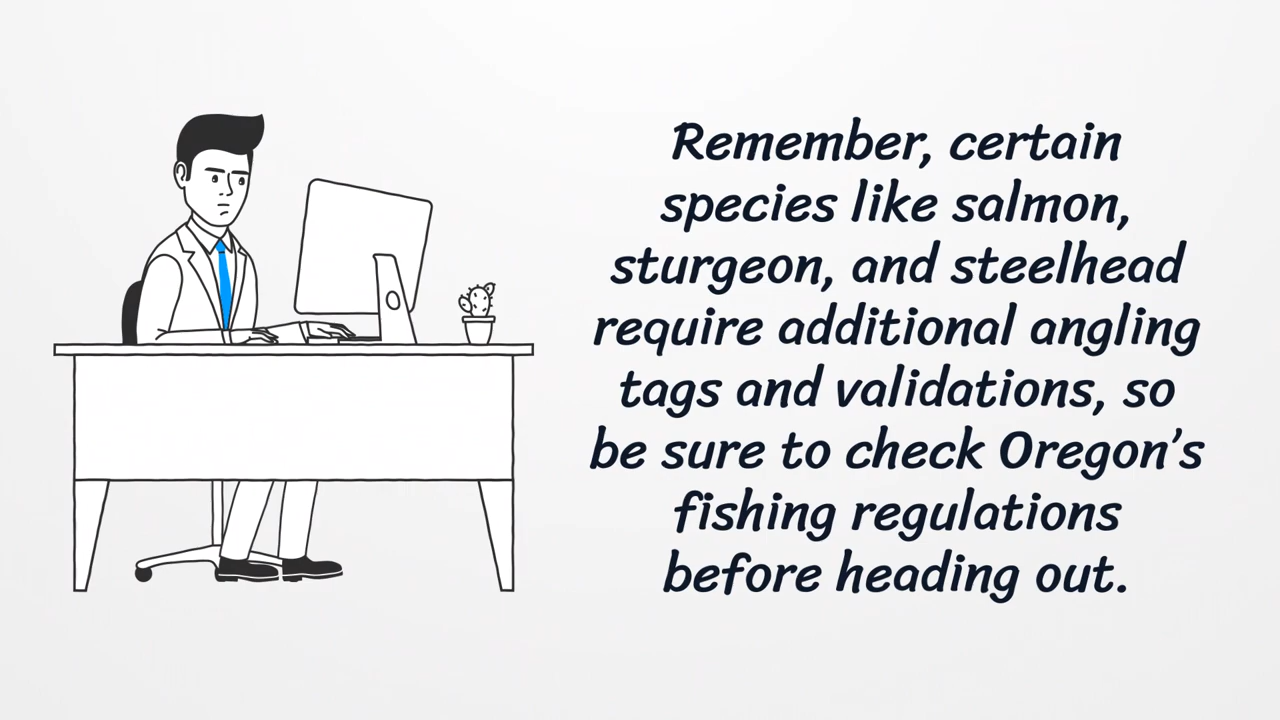 Remember, certain
species like salmon,
sturgeon, and steelhead
require additional angling
tags and validations, so
be sure to check Oregon's
fishing regulations
before heading out.